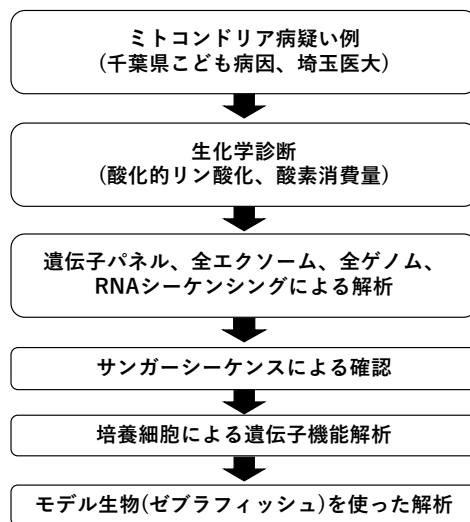 ミトコンドリア病疑い例
(千葉県こども病因、埼玉医大)
生化学診断
(酸化的リン酸化、酸素消費量)
遺伝子パネル、全エクソーム、全ゲノム、
RNAシーケンシングによる解析
サンガーシーケンスによる確認
培養細胞による遺伝子機能解析
モデル生物(ゼブラフィッシュ)を使った解析